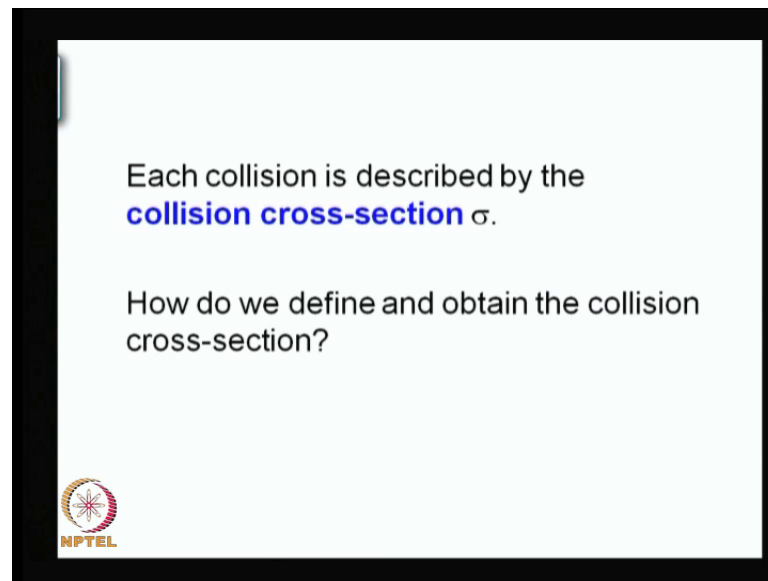 Each collision is described by the
collision cross-section σ.
How do we define and obtain the collision
cross-section?
NPTEL